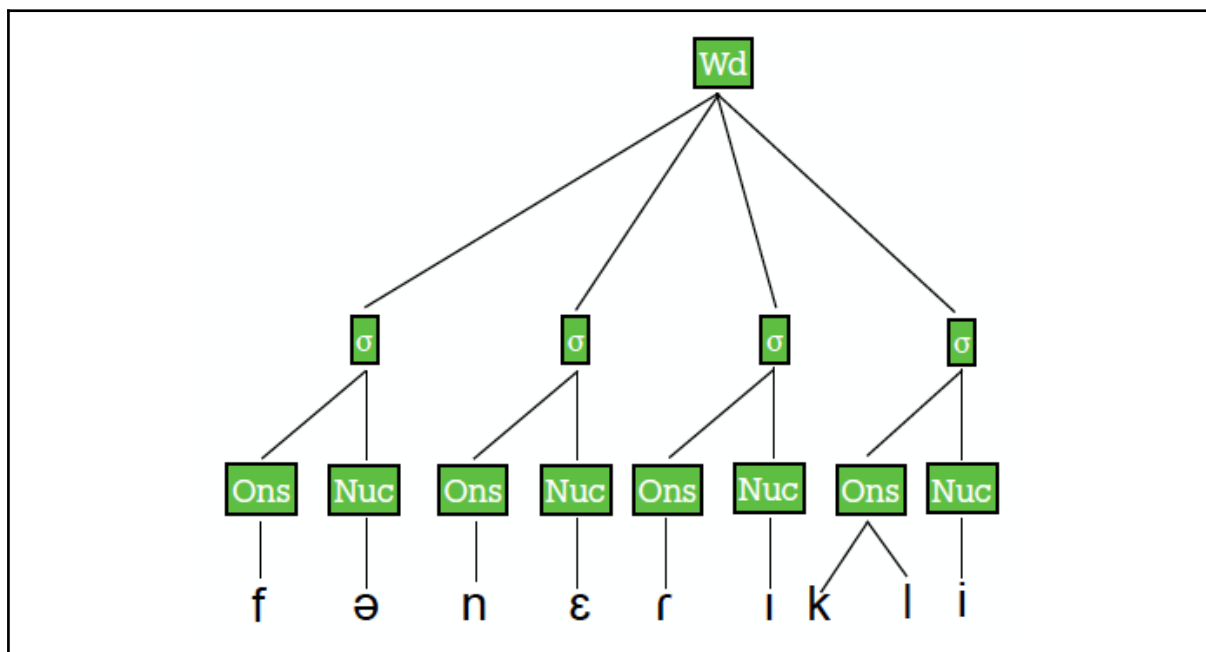 Wd
σ σ σ σ
Ons Nuc Ons Nuc Ons Nuc Ons Nuc
f ə n ɛ ɾ ɪ k l i